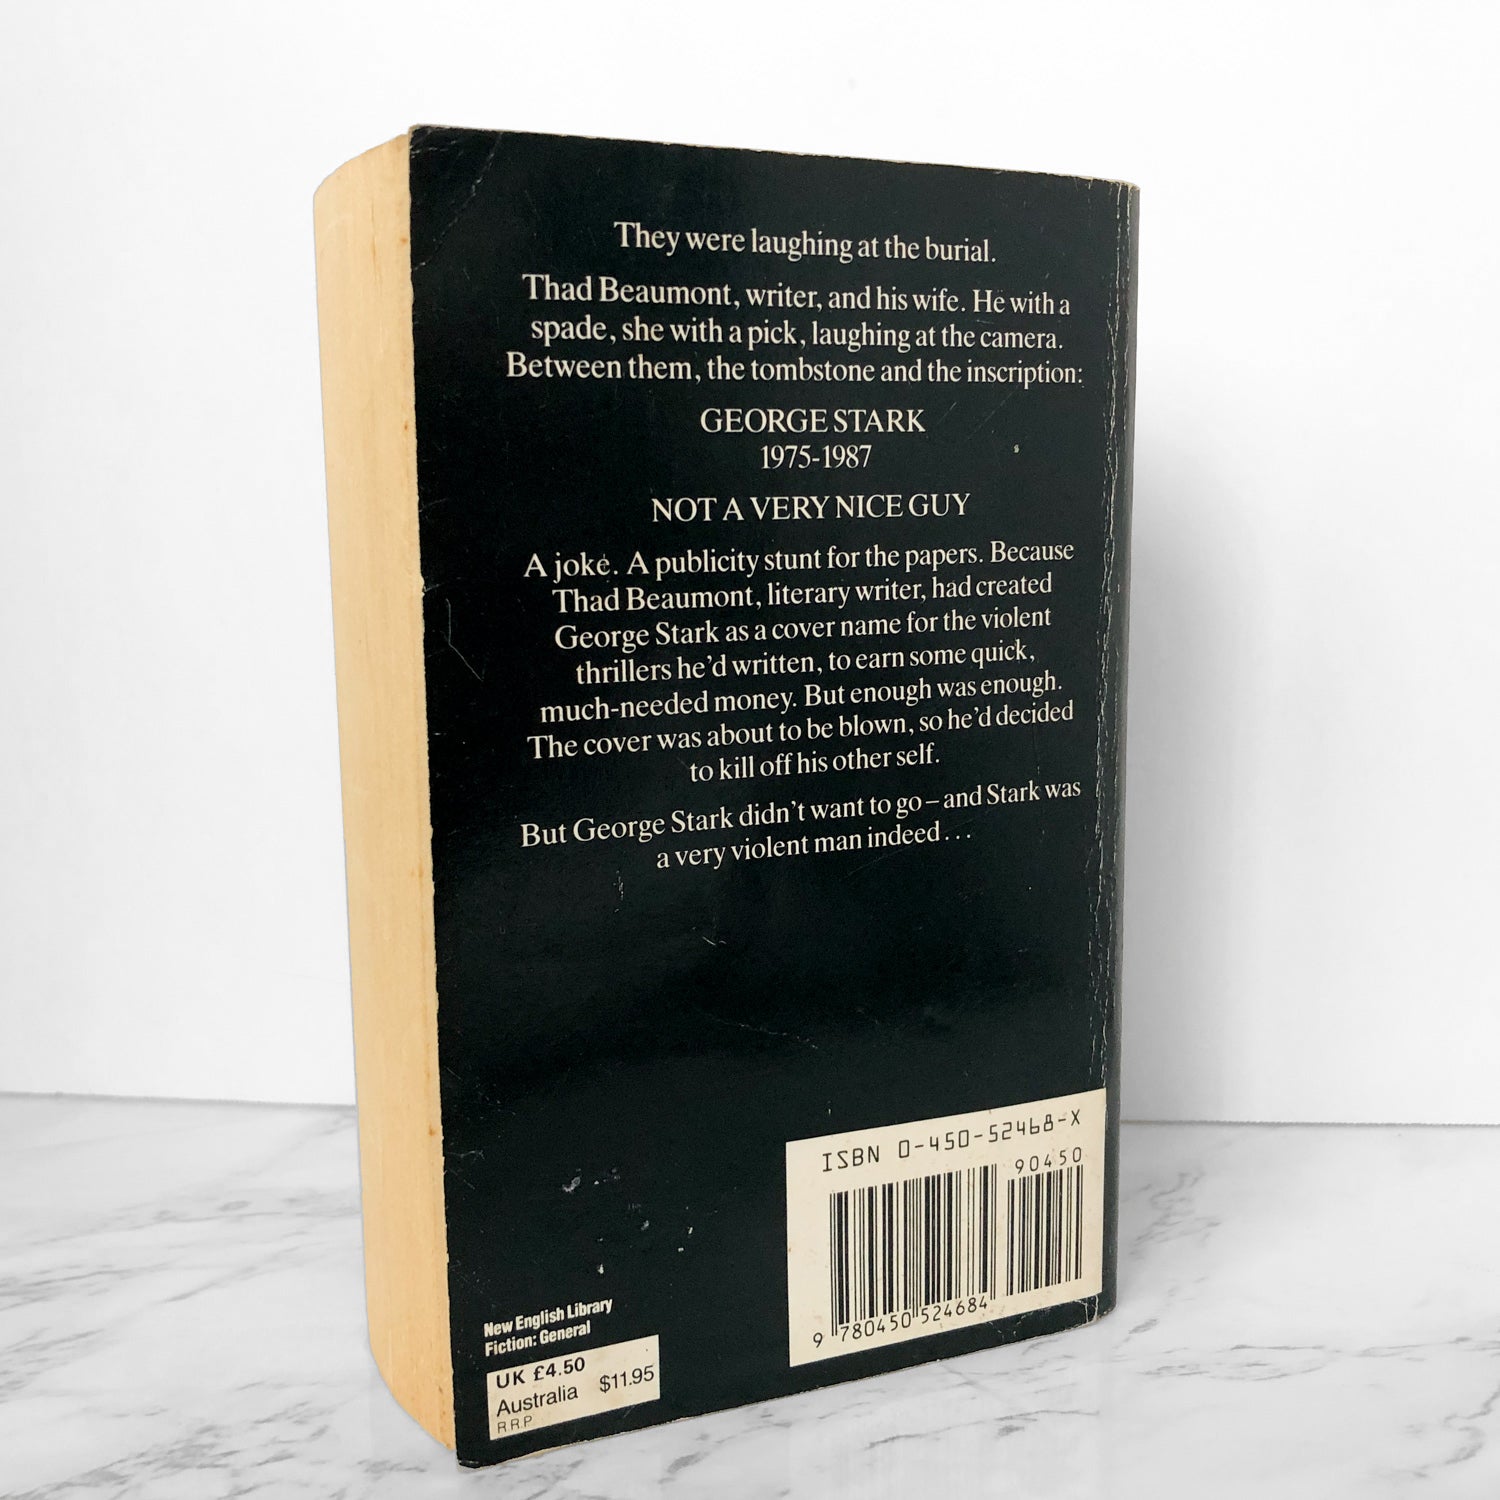 They were laughing at the burial.
Thad Beaumont, writer, and his wife. He with a
spade, she with a pick, laughing at the camera.
Between them, the tombstone and the inscription:
GEORGE STARK
1975-1987
NOT A VERY NICE GUY
A joke. A publicity stunt for the papers. Because
Thad Beaumont, literary writer, had created
George Stark as a cover name for the violent
thrillers he'd written, to earn some quick,
much-needed money. But enough was enough.
The cover was about to be blown, so he'd decided
to kill off his other self.
But George Stark didn't want to go – and Stark was
a very violent man indeed . . .
ISBN 0-450-52468-X
90450
9 780450 524684
New English Library
Fiction: General
UK £4.50
Australia $11.95
R.R.P